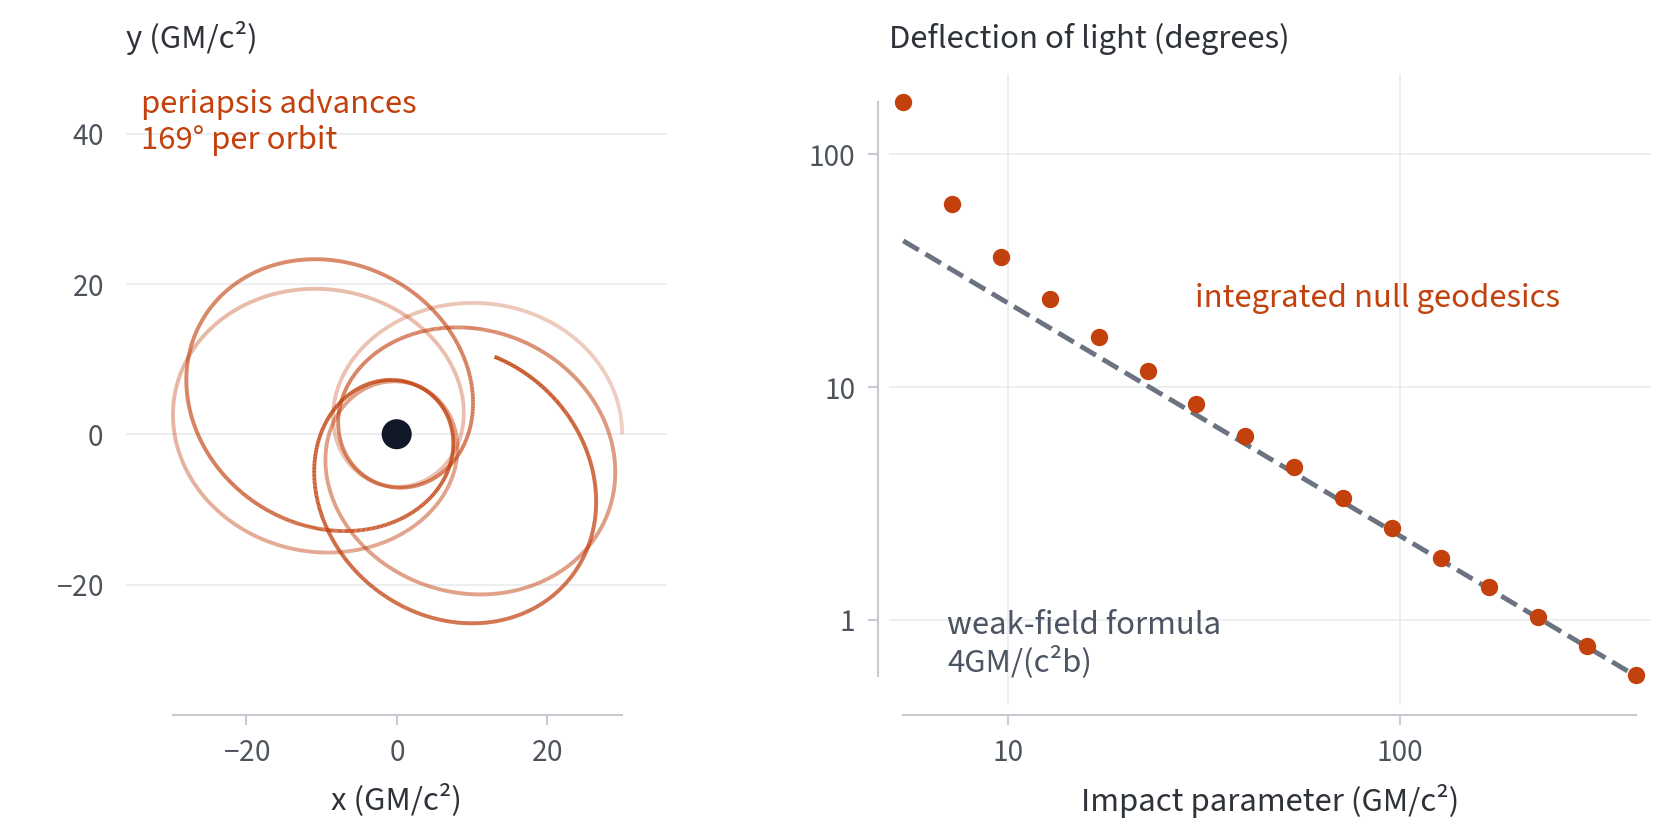 y (GM/c²)
periapsis advances
169° per orbit
40
20
0
−20
−20
0
20
x (GM/c²)
Deflection of light (degrees)
100
10
1
integrated null geodesics
weak-field formula
4GM/(c²b)
10
100
Impact parameter (GM/c²)